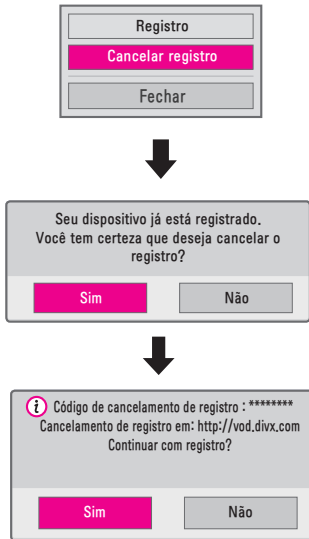 Registro
Cancelar registro
Fechar
Seu dispositivo já está registrado.
Você tem certeza que deseja cancelar o
registro?
Sim
Não
i Código de cancelamento de registro : ********
Cancelamento de registro em: http://vod.divx.com
Continuar com registro?
Sim
Não